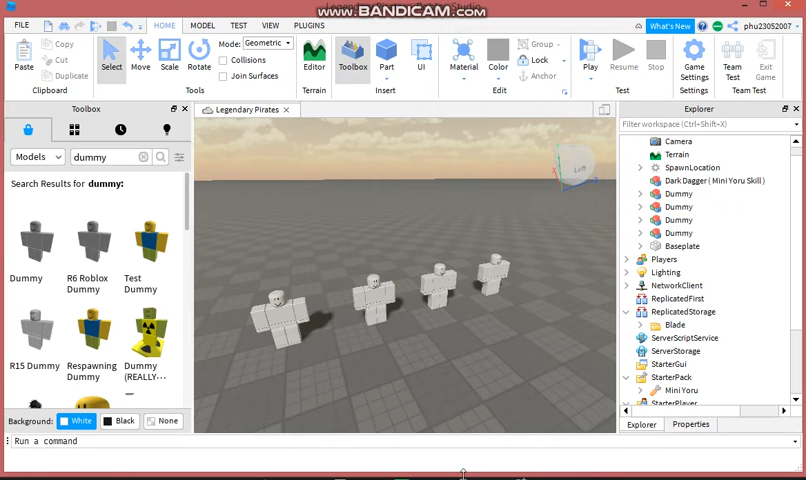 www.BANDICAM.com
FILE HOME MODEL TEST VIEW PLUGINS What's New phu23052007
Paste Copy Cut Duplicate Clipboard
Select Move Scale Rotate Mode: Geometric Collisions Join Surfaces Tools
Editor Terrain
Toolbox Part UI Insert
Material Color Group Lock Anchor Edit
Play Resume Stop Test
Game Settings Settings
Team Test Exit Game Team Test
Toolbox
Models dummy
Search Results for dummy:
Dummy
R6 Roblox Dummy
Test Dummy
R15 Dummy
Respawning Dummy
Dummy (REALLY...
Background: White Black None
Legendary Pirates
Left
Explorer
Filter workspace (Ctrl+Shift+X)
Camera
Terrain
SpawnLocation
Dark Dagger ( Mini Yoru Skill )
Dummy
Dummy
Dummy
Dummy
Baseplate
Players
Lighting
NetworkClient
ReplicatedFirst
ReplicatedStorage
Blade
ServerScriptService
ServerStorage
StarterGui
StarterPack
Mini Yoru
StarterPlayer
Explorer Properties
Run a command